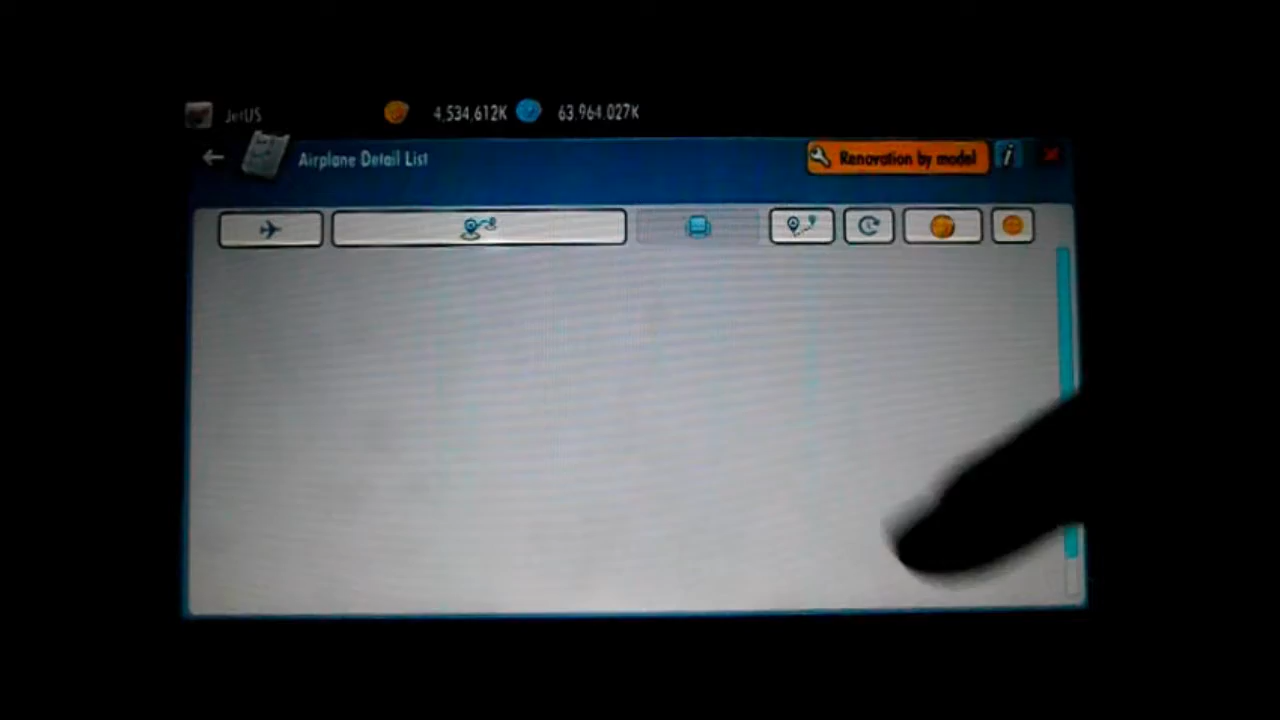 JetUS 4,534,612K 63,964,027K
Airplane Detail List
Renovation by model
i